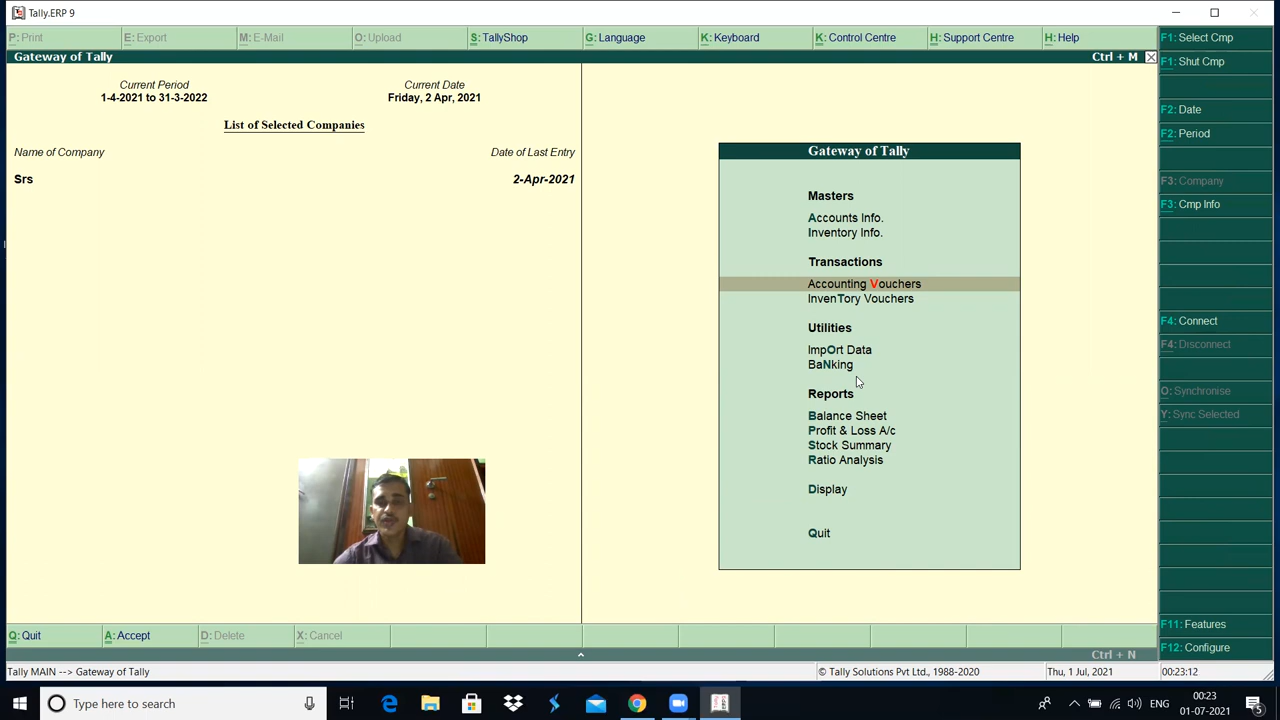 Tally.ERP 9
P: Print E: Export M: E-Mail O: Upload S: TallyShop G: Language K: Keyboard K: Control Centre H: Support Centre H: Help
Gateway of Tally Ctrl + M
Current Period Current Date
1-4-2021 to 31-3-2022 Friday, 2 Apr, 2021
List of Selected Companies
Name of Company Date of Last Entry
Srs 2-Apr-2021
Gateway of Tally
Masters
Accounts Info.
Inventory Info.
Transactions
Accounting Vouchers
InvenTory Vouchers
Utilities
ImpOrt Data
BaNking
Reports
Balance Sheet
Profit & Loss A/c
Stock Summary
Ratio Analysis
Display
Quit
F1: Select Cmp
F1: Shut Cmp
F2: Date
F2: Period
F3: Company
F3: Cmp Info
F4: Connect
F4: Disconnect
O: Synchronise
Y: Sync Selected
F11: Features
F12: Configure
Q: Quit A: Accept D: Delete X: Cancel
Ctrl + N
Tally MAIN --> Gateway of Tally © Tally Solutions Pvt Ltd., 1988-2020 Thu, 1 Jul, 2021 00:23:12
Type here to search
ENG
00:23
01-07-2021
5